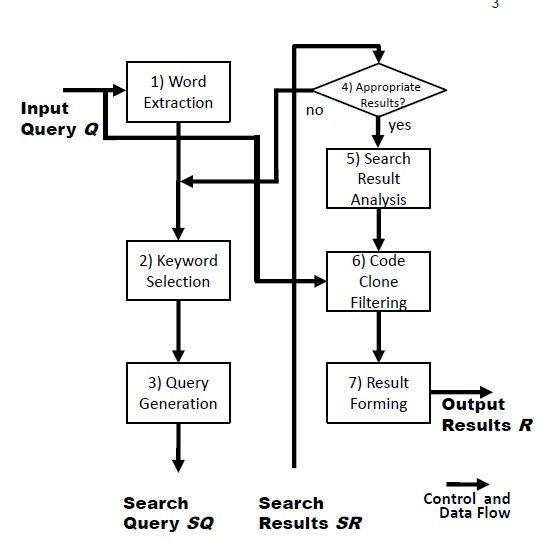 3
1) Word
Extraction
Input
Query Q
4) Appropriate
Results?
no
yes
5) Search
Result
Analysis
2) Keyword
Selection
6) Code
Clone
Filtering
3) Query
Generation
7) Result
Forming
Output
Results R
Search
Query SQ
Search
Results SR
Control and
Data Flow